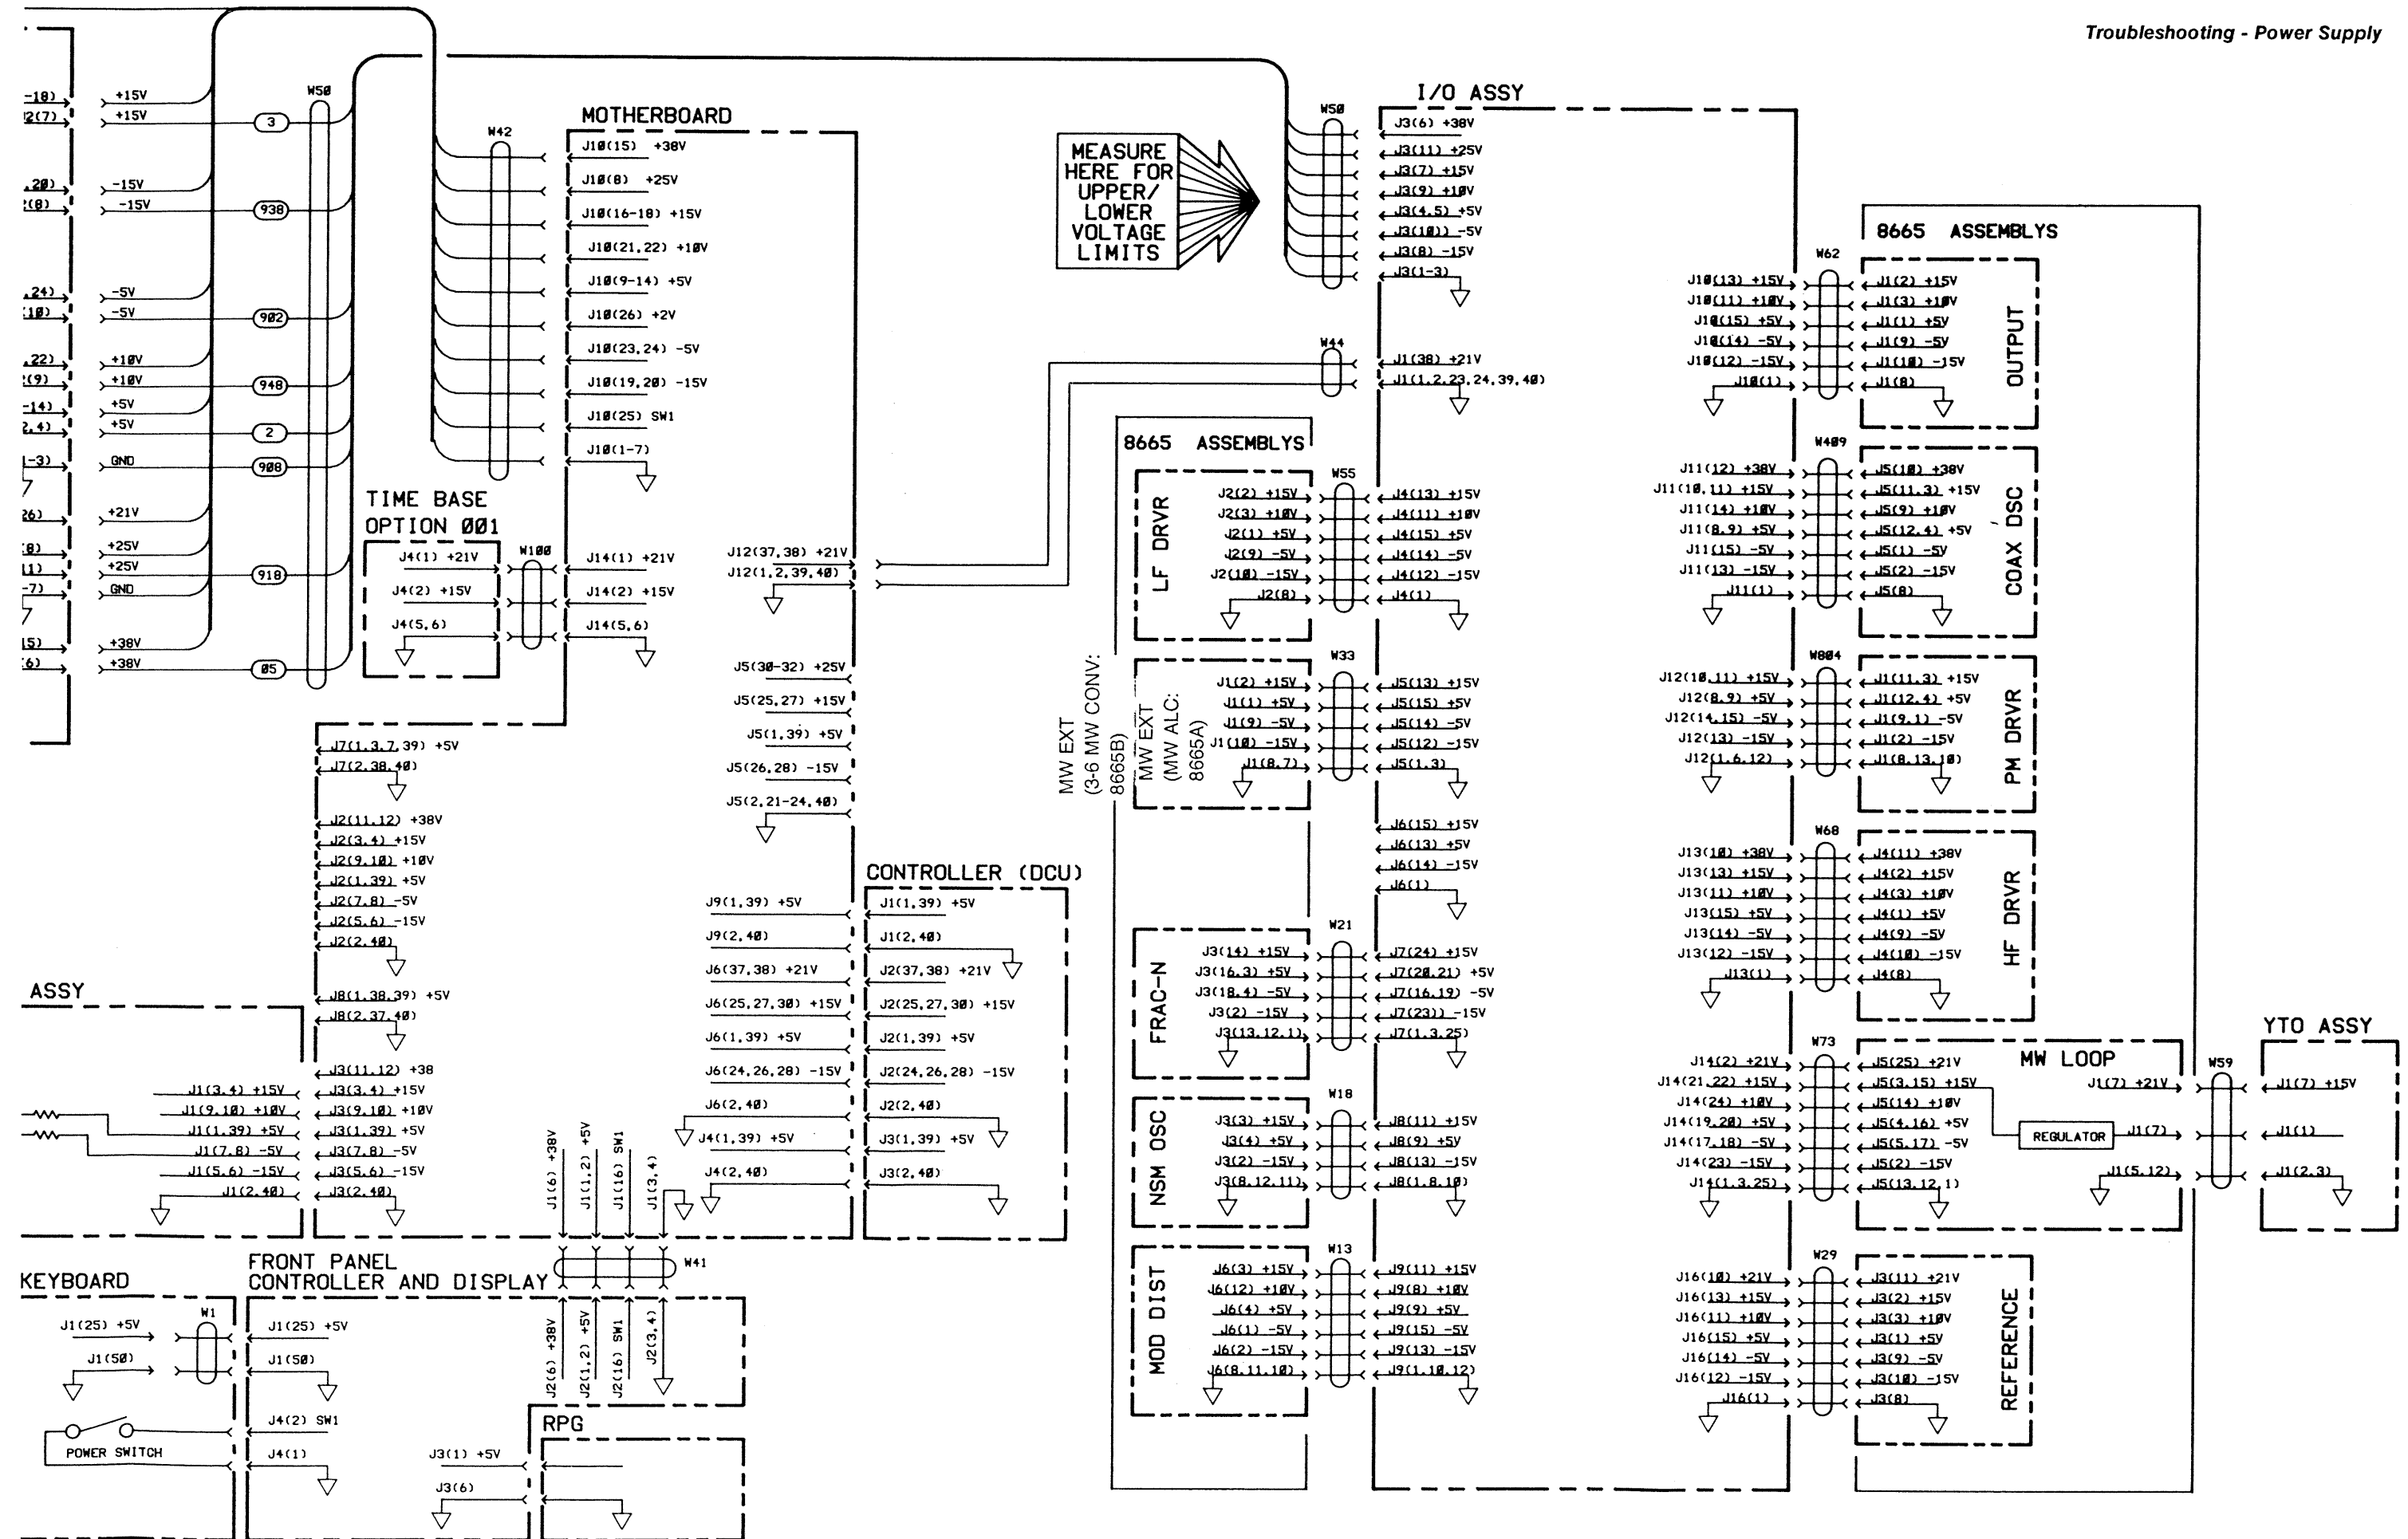 Troubleshooting - Power Supply
-18)
+15V
2(7)
+15V
3
.20)
-15V
(8)
-15V
938
.24)
-5V
10)
-5V
902
.22)
+10V
(9)
+10V
948
-14)
+5V
2,4)
+5V
2
-3)
GND
908
26)
+21V
(8)
+25V
+25V
918
-7)
GND
+38V
(6)
+38V
05
W50
W42
MOTHERBOARD
J10(15) +38V
J10(8) +25V
J10(16-18) +15V
J10(21,22) +10V
J10(9-14) +5V
J10(26) +2V
J10(23,24) -5V
J10(19,20) -15V
J10(25) SW1
J10(1-7)
TIME BASE
OPTION 001
J4(1) +21V
J4(2) +15V
J4(5,6)
W100
J14(1) +21V
J14(2) +15V
J14(5,6)
J12(37,38) +21V
J12(1,2,39,40)
J5(30-32) +25V
J5(25,27) +15V
J5(1,39) +5V
J5(26,28) -15V
J5(2,21-24,40)
J7(1,3,7,39) +5V
J7(2,38,40)
J2(11,12) +38V
J2(3,4) +15V
J2(9,10) +10V
J2(1,39) +5V
J2(7,8) -5V
J2(5,6) -15V
J2(2,40)
J8(1,38,39) +5V
J8(2,37,40)
J3(11,12) +38
J3(3,4) +15V
J3(9,10) +10V
J3(1,39) +5V
J3(7,8) -5V
J3(5,6) -15V
J3(2,40)
ASSY
J1(3,4) +15V
J1(9,10) +10V
J1(1,39) +5V
J1(7,8) -5V
J1(5,6) -15V
J1(2,40)
CONTROLLER (DCU)
J9(1,39) +5V
J1(1,39) +5V
J9(2,40)
J1(2,40)
J6(37,38) +21V
J2(37,38) +21V
J6(25,27,30) +15V
J2(25,27,30) +15V
J6(1,39) +5V
J2(1,39) +5V
J6(24,26,28) -15V
J2(24,26,28) -15V
J6(2,40)
J2(2,40)
J4(1,39) +5V
J3(1,39) +5V
J4(2,40)
J3(2,40)
J1(6) +38V
J1(1,2) +5V
J1(16) SW1
J1(3,4)
W41
J2(6) +38V
J2(1,2) +5V
J2(16) SW1
J2(3,4)
KEYBOARD
J1(25) +5V
J1(50)
W1
POWER SWITCH
FRONT PANEL
CONTROLLER AND DISPLAY
J1(25) +5V
J1(50)
J4(2) SW1
J4(1)
J3(1) +5V
J3(6)
RPG
MEASURE
HERE FOR
UPPER/
LOWER
VOLTAGE
LIMITS
W50
I/O ASSY
J3(6) +38V
J3(11) +25V
J3(7) +15V
J3(9) +10V
J3(4,5) +5V
J3(10)) -5V
J3(8) -15V
J3(1-3)
W44
J1(38) +21V
J1(1,2,23,24,39,40)
8665 ASSEMBLYS
LF DRVR
J2(2) +15V
J2(3) +10V
J2(1) +5V
J2(9) -5V
J2(10) -15V
J2(8)
W55
J4(13) +15V
J4(11) +10V
J4(15) +5V
J4(14) -5V
J4(12) -15V
J4(1)
MW EXT
(3-6 MW CONV:
8665B)
MW EXT
(MW ALC:
8665A)
J1(2) +15V
J1(1) +5V
J1(9) -5V
J1(10) -15V
J1(8,7)
W33
J5(13) +15V
J5(15) +5V
J5(14) -5V
J5(12) -15V
J5(1,3)
J6(15) +15V
J6(13) +5V
J6(14) -15V
J6(1)
FRAC-N
J3(14) +15V
J3(16,3) +5V
J3(18,4) -5V
J3(2) -15V
J3(13,12,1)
W21
J7(24) +15V
J7(20,21) +5V
J7(16,19) -5V
J7(23)) -15V
J7(1,3,25)
NSM OSC
J3(3) +15V
J3(4) +5V
J3(2) -15V
J3(8,12,11)
W18
J8(11) +15V
J8(9) +5V
J8(13) -15V
J8(1,8,10)
MOD DIST
J6(3) +15V
J6(12) +10V
J6(4) +5V
J6(1) -5V
J6(2) -15V
J6(8,11,10)
W13
J9(11) +15V
J9(8) +10V
J9(9) +5V
J9(15) -5V
J9(13) -15V
J9(1,10,12)
8665 ASSEMBLYS
J10(13) +15V
J10(11) +10V
J10(15) +5V
J10(14) -5V
J10(12) -15V
J10(1)
W62
J1(2) +15V
J1(3) +10V
J1(1) +5V
J1(9) -5V
J1(10) -15V
J1(8)
OUTPUT
J11(12) +38V
J11(10,11) +15V
J11(14) +10V
J11(8,9) +5V
J11(15) -5V
J11(13) -15V
J11(1)
W409
J5(10) +38V
J5(11,3) +15V
J5(9) +10V
J5(12,4) +5V
J5(1) -5V
J5(2) -15V
J5(8)
COAX DSC
J12(10,11) +15V
J12(8,9) +5V
J12(14,15) -5V
J12(13) -15V
J12(1,6,12)
W804
J1(11,3) +15V
J1(12,4) +5V
J1(9,1) -5V
J1(2) -15V
J1(8,13,10)
PM DRVR
J13(10) +38V
J13(13) +15V
J13(11) +10V
J13(15) +5V
J13(14) -5V
J13(12) -15V
J13(1)
W68
J4(11) +38V
J4(2) +15V
J4(3) +10V
J4(1) +5V
J4(9) -5V
J4(10) -15V
J4(8)
HF DRVR
J14(2) +21V
J14(21,22) +15V
J14(24) +10V
J14(19,20) +5V
J14(17,18) -5V
J14(23) -15V
J14(1,3,25)
W73
J5(25) +21V
J5(3,15) +15V
J5(14) +10V
J5(4,16) +5V
J5(5,17) -5V
J5(2) -15V
J5(13,12,1)
MW LOOP
REGULATOR
J1(7) +21V
J1(7)
J1(5,12)
W59
YTO ASSY
J1(7) +15V
J1(1)
J1(2,3)
J16(10) +21V
J16(13) +15V
J16(11) +10V
J16(15) +5V
J16(14) -5V
J16(12) -15V
J16(1)
W29
J3(11) +21V
J3(2) +15V
J3(3) +10V
J3(1) +5V
J3(9) -5V
J3(10) -15V
J3(8)
REFERENCE